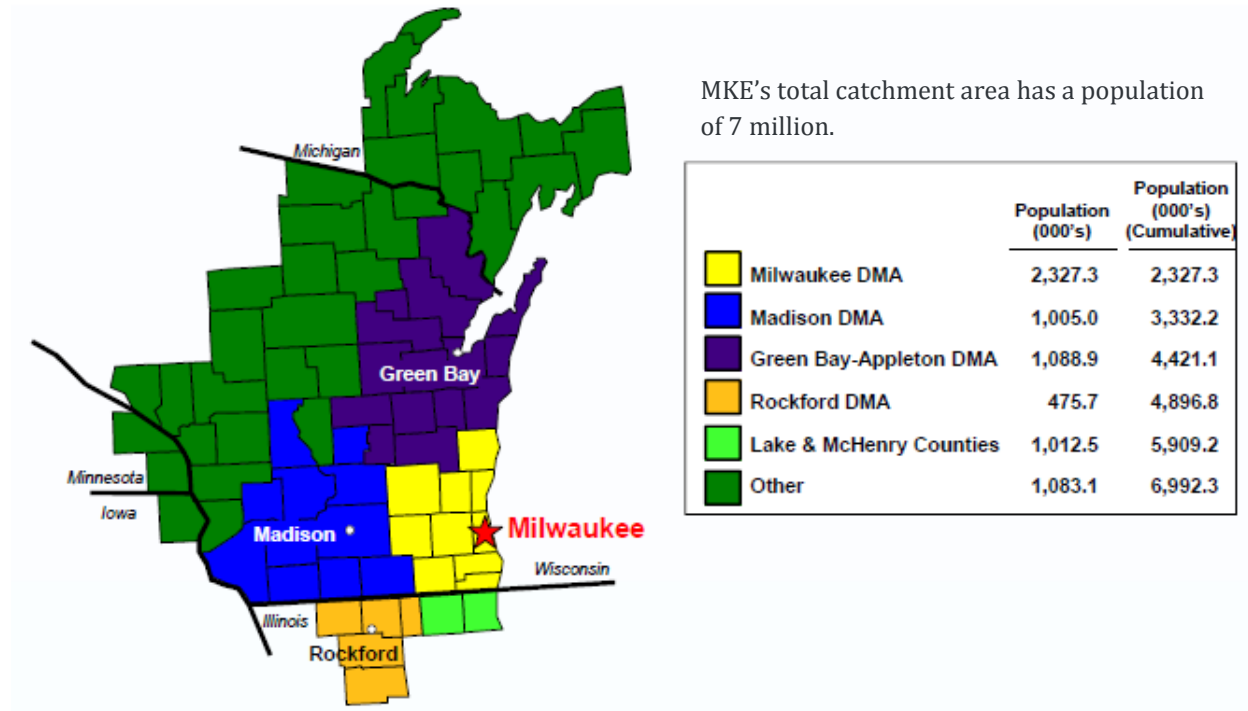 MKE’s total catchment area has a population
of 7 million.
Michigan
Green Bay
Minnesota
Iowa
Madison
Milwaukee
Wisconsin
Illinois
Rockford
Population
(000's)
Population
(000's)
(Cumulative)
Milwaukee DMA 2,327.3 2,327.3
Madison DMA 1,005.0 3,332.2
Green Bay-Appleton DMA 1,088.9 4,421.1
Rockford DMA 475.7 4,896.8
Lake & McHenry Counties 1,012.5 5,909.2
Other 1,083.1 6,992.3